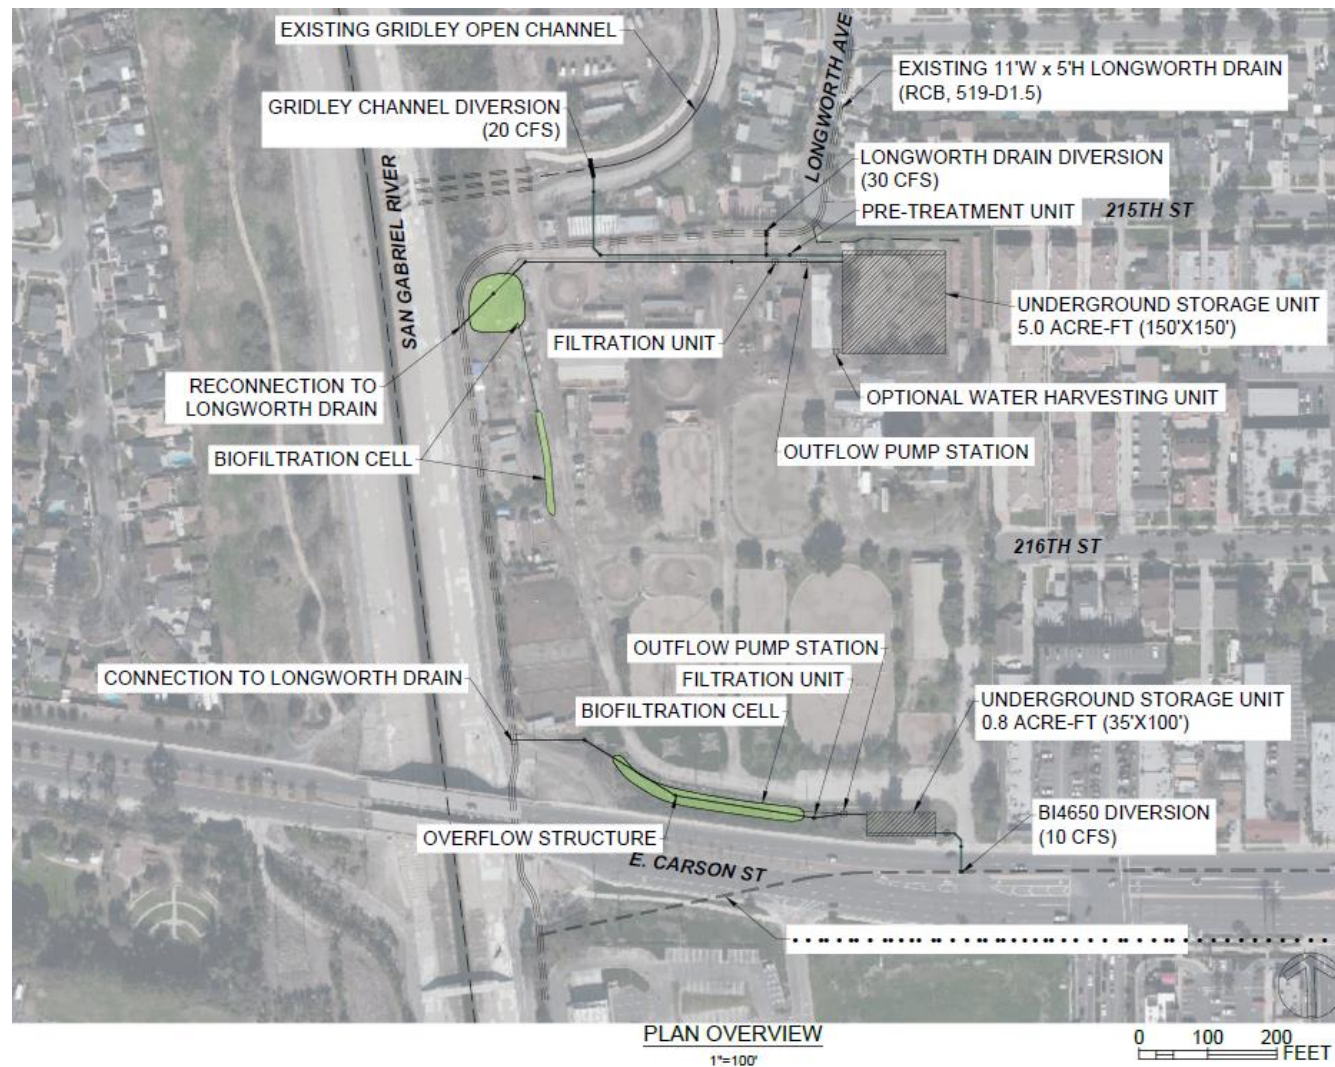 EXISTING GRIDLEY OPEN CHANNEL
LONGWORTH AVE
EXISTING 11'W x 5'H LONGWORTH DRAIN
(RCB, 519-D1.5)
GRIDLEY CHANNEL DIVERSION
(20 CFS)
LONGWORTH DRAIN DIVERSION
(30 CFS)
SAN GABRIEL RIVER
PRE-TREATMENT UNIT
215TH ST
UNDERGROUND STORAGE UNIT
5.0 ACRE-FT (150'X150')
FILTRATION UNIT
RECONNECTION TO
LONGWORTH DRAIN
OPTIONAL WATER HARVESTING UNIT
BIOFILTRATION CELL
OUTFLOW PUMP STATION
216TH ST
OUTFLOW PUMP STATION
CONNECTION TO LONGWORTH DRAIN
FILTRATION UNIT
BIOFILTRATION CELL
UNDERGROUND STORAGE UNIT
0.8 ACRE-FT (35'X100')
OVERFLOW STRUCTURE
BI4650 DIVERSION
(10 CFS)
E. CARSON ST
PLAN OVERVIEW
1"=100'
0 100 200
FEET